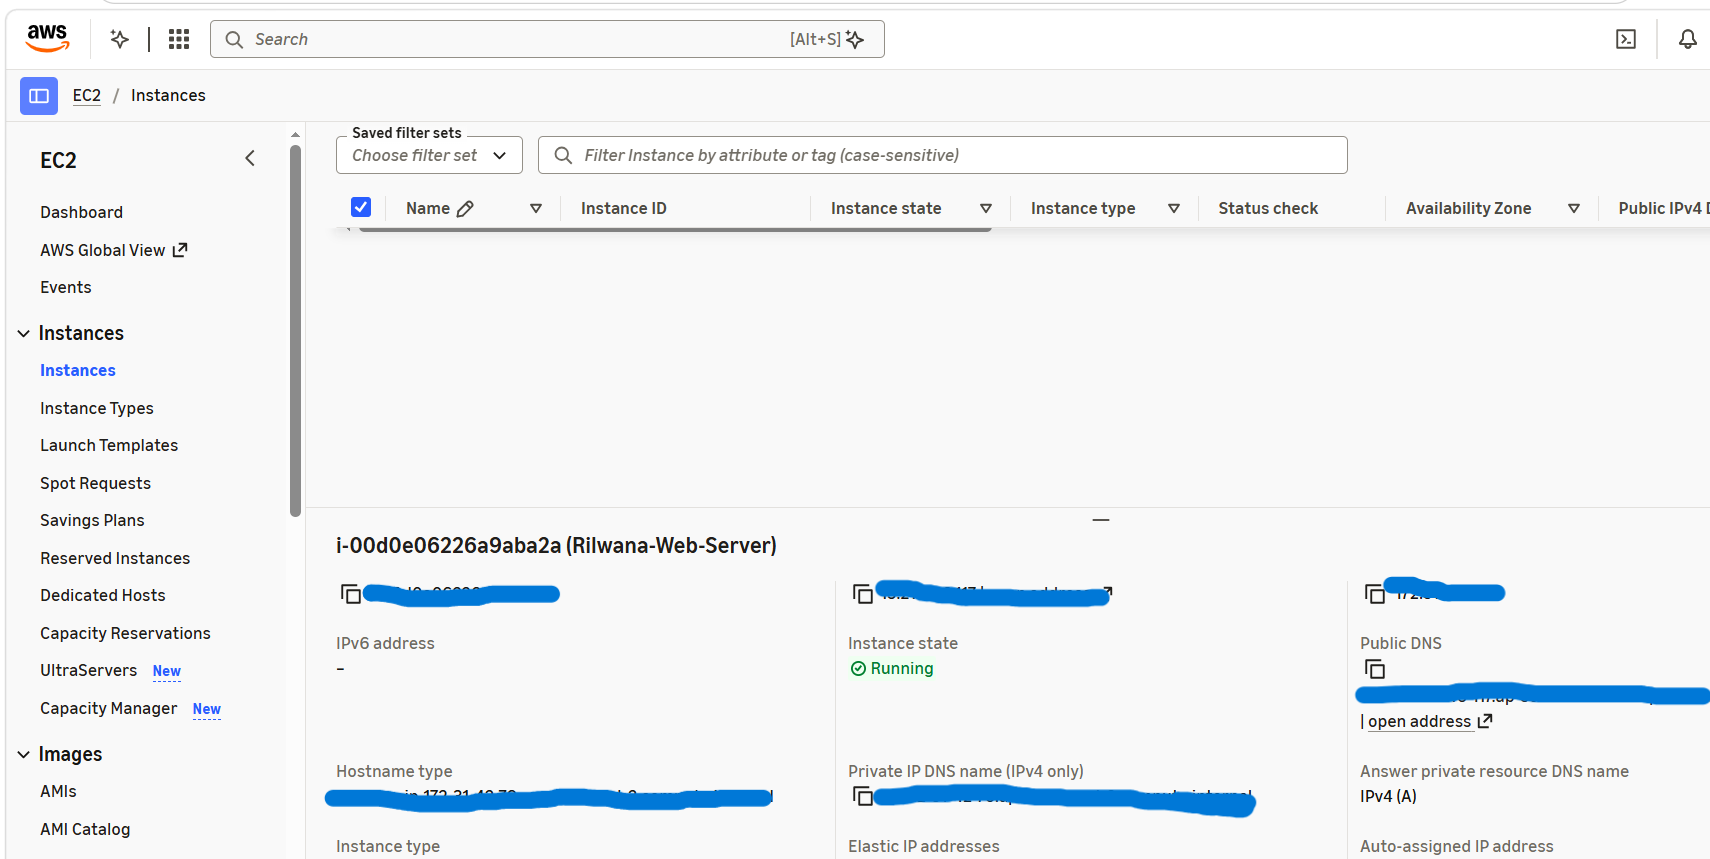 aws
Search [Alt+S]
EC2 / Instances
EC2
Dashboard
AWS Global View
Events
Instances
Instances
Instance Types
Launch Templates
Spot Requests
Savings Plans
Reserved Instances
Dedicated Hosts
Capacity Reservations
UltraServers New
Capacity Manager New
Images
AMIs
AMI Catalog
Saved filter sets
Choose filter set
Filter Instance by attribute or tag (case-sensitive)
Name Instance ID Instance state Instance type Status check Availability Zone Public IPv4
i-00d0e06226a9aba2a (Rilwana-Web-Server)
IPv6 address
–
Instance state
Running
Public DNS
| open address
Hostname type
Private IP DNS name (IPv4 only)
Answer private resource DNS name
IPv4 (A)
Instance type
Elastic IP addresses
Auto-assigned IP address